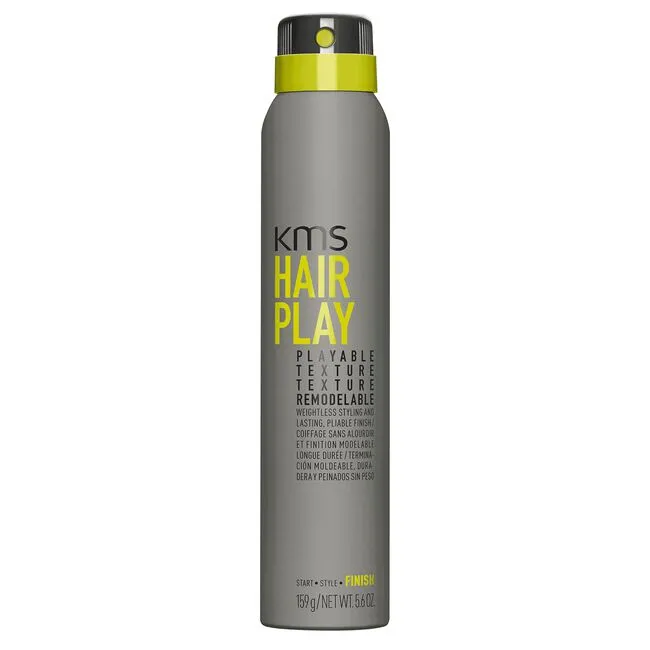 KMS
HAIR
PLAY
PLAYABLE
TEXTURE
TEXTURE
REMODELABLE
WEIGHTLESS STYLING AND
LASTING, PLIABLE FINISH /
COIFFAGE SANS ALOURDIR
ET FINITION MODELABLE
LONGUE DURÉE / TERMINA-
CIÓN MOLDEABLE, DURA-
DERA Y PEINADOS SIN PESO
START • STYLE • FINISH
159 g / NET WT. 5.6 OZ.